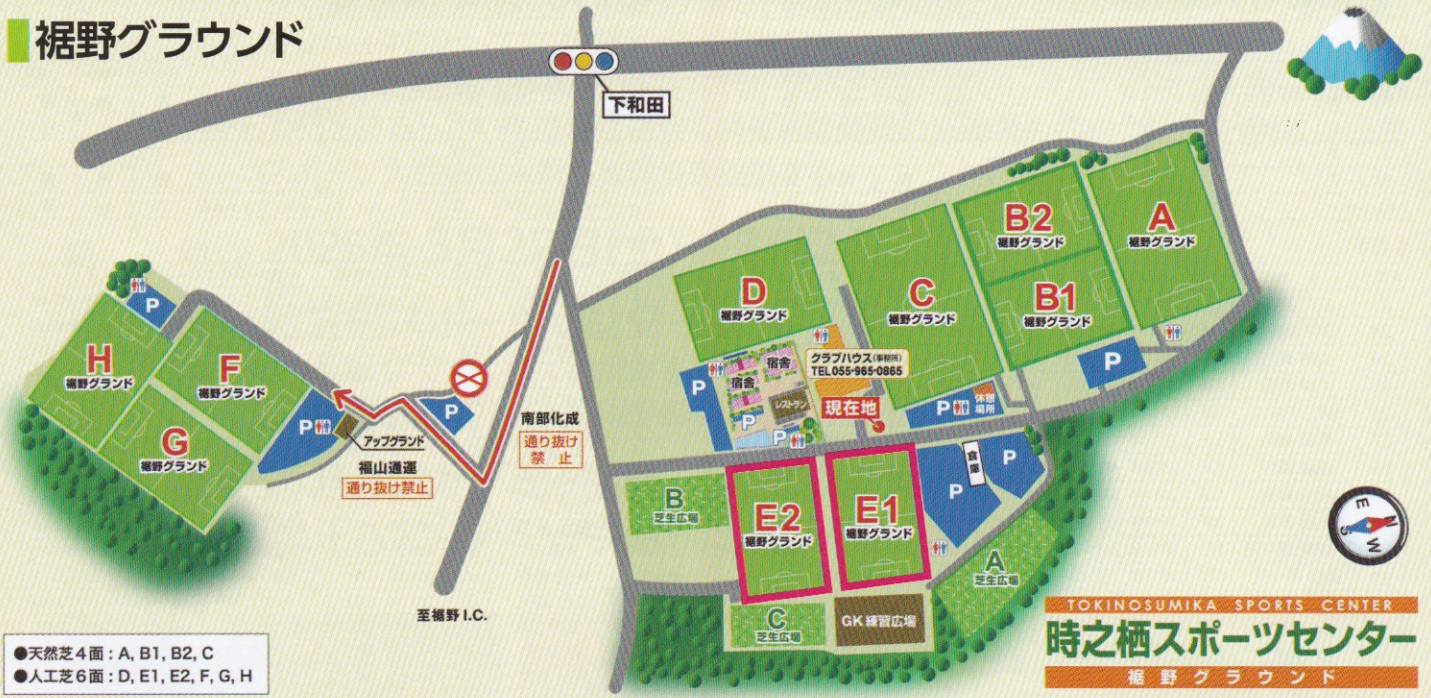 裾野グラウンド
下和田
H
裾野グランド
P
F
裾野グランド
G
裾野グランド
P
アップグランド
福山通運
通り抜け禁止
P
南部化成
通り抜け
禁止
至裾野 I.C.
D
裾野グランド
C
裾野グランド
B2
裾野グランド
B1
裾野グランド
A
裾野グランド
P
宿舎
宿舎
レストラン
P
P
クラブハウス(事務所)
TEL055-965-0865
現在地
P
休憩
場所
P
B
芝生広場
E2
裾野グランド
E1
裾野グランド
P
倉庫
P
A
芝生広場
C
芝生広場
GK練習広場
E
N
S
W
●天然芝4面:A, B1, B2, C
●人工芝6面:D, E1, E2, F, G, H
TOKINOSUMIKA SPORTS CENTER
時之栖スポーツセンター
裾野グラウンド